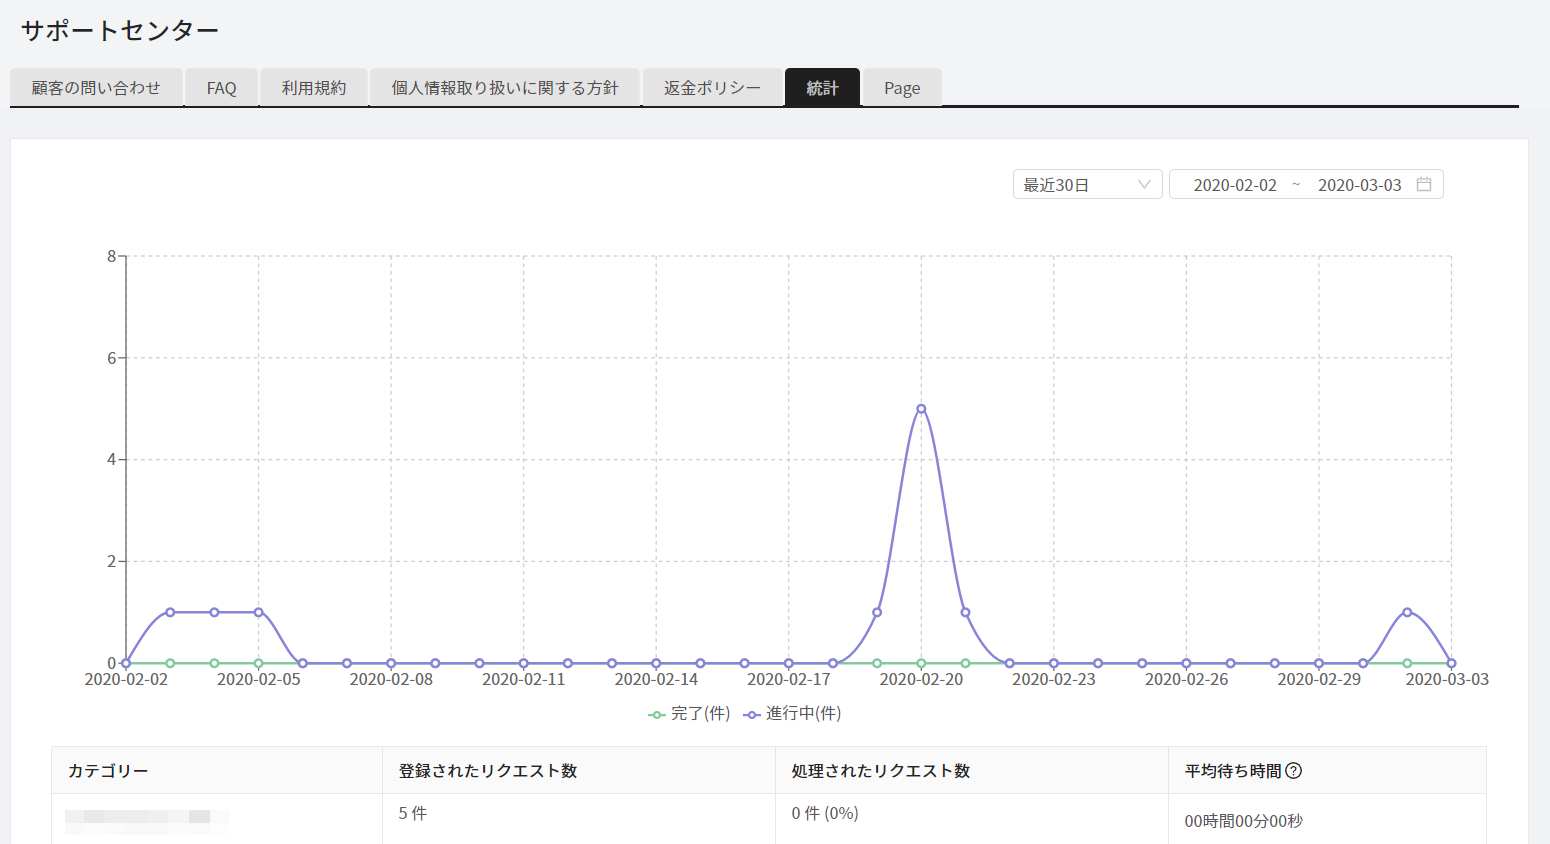 サポートセンター
顧客の問い合わせ FAQ 利用規約 個人情報取り扱いに関する方針 返金ポリシー 統計 Page
最近30日 2020-02-02 ~ 2020-03-03
8
6
4
2
0
2020-02-02 2020-02-05 2020-02-08 2020-02-11 2020-02-14 2020-02-17 2020-02-20 2020-02-23 2020-02-26 2020-02-29 2020-03-03
完了(件) 進行中(件)
カテゴリー 登録されたリクエスト数 処理されたリクエスト数 平均待ち時間?
5 件 0 件 (0%) 00時間00分00秒